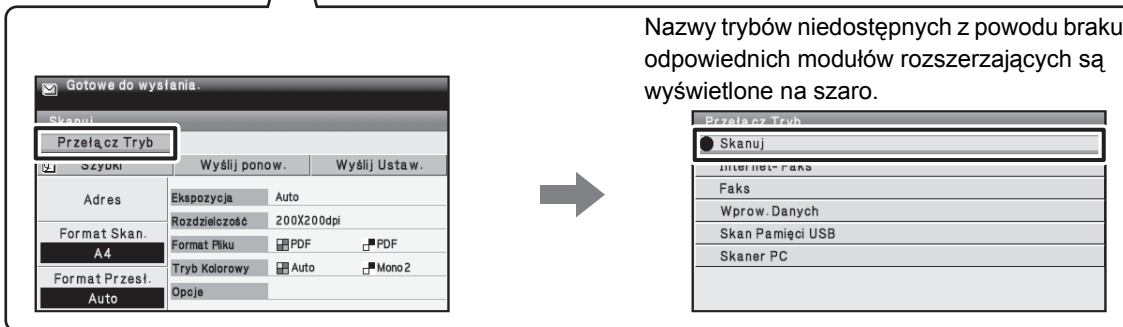 Nazwy trybów niedostępnych z powodu braku
odpowiednich modułów rozszerzających są
wyświetlone na szaro.
Gotowe do wysłania.
Skanuj
Przełącz Tryb
Szybki
Wyślij ponow.
Wyślij Ustaw.
Adres
Ekspozycja
Auto
Rozdzielczość
200X200dpi
Format Skan.
A4
Format Pliku
PDF
PDF
Tryb Kolorowy
Auto
Mono 2
Format Przesł.
Auto
Opcje
Przełącz Tryb
Skanuj
Internet-Faks
Faks
Wprow.Danych
Skan Pamięci USB
Skaner PC